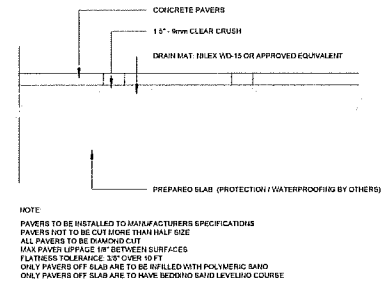 CONCRETE PAVERS
1.5" - 9mm CLEAR CRUSH
DRAIN MAT: NILEX WD-15 OR APPROVED EQUIVALENT
PREPARED SLAB (PROTECTION / WATERPROOFING BY OTHERS)
NOTE:
PAVERS TO BE INSTALLED TO MANUFACTURERS SPECIFICATIONS
PAVERS NOT TO BE CUT MORE THAN HALF SIZE
ALL PAVERS TO BE DIAMOND CUT
MAX PAVER LIPPAGE 1/8" BETWEEN SURFACES
FLATNESS TOLERANCE: 3/8" OVER 10 FT
ONLY PAVERS OFF SLAB ARE TO BE INFILLED WITH POLYMERIC SAND
ONLY PAVERS OFF SLAB ARE TO HAVE BEDDING SAND LEVELING COURSE